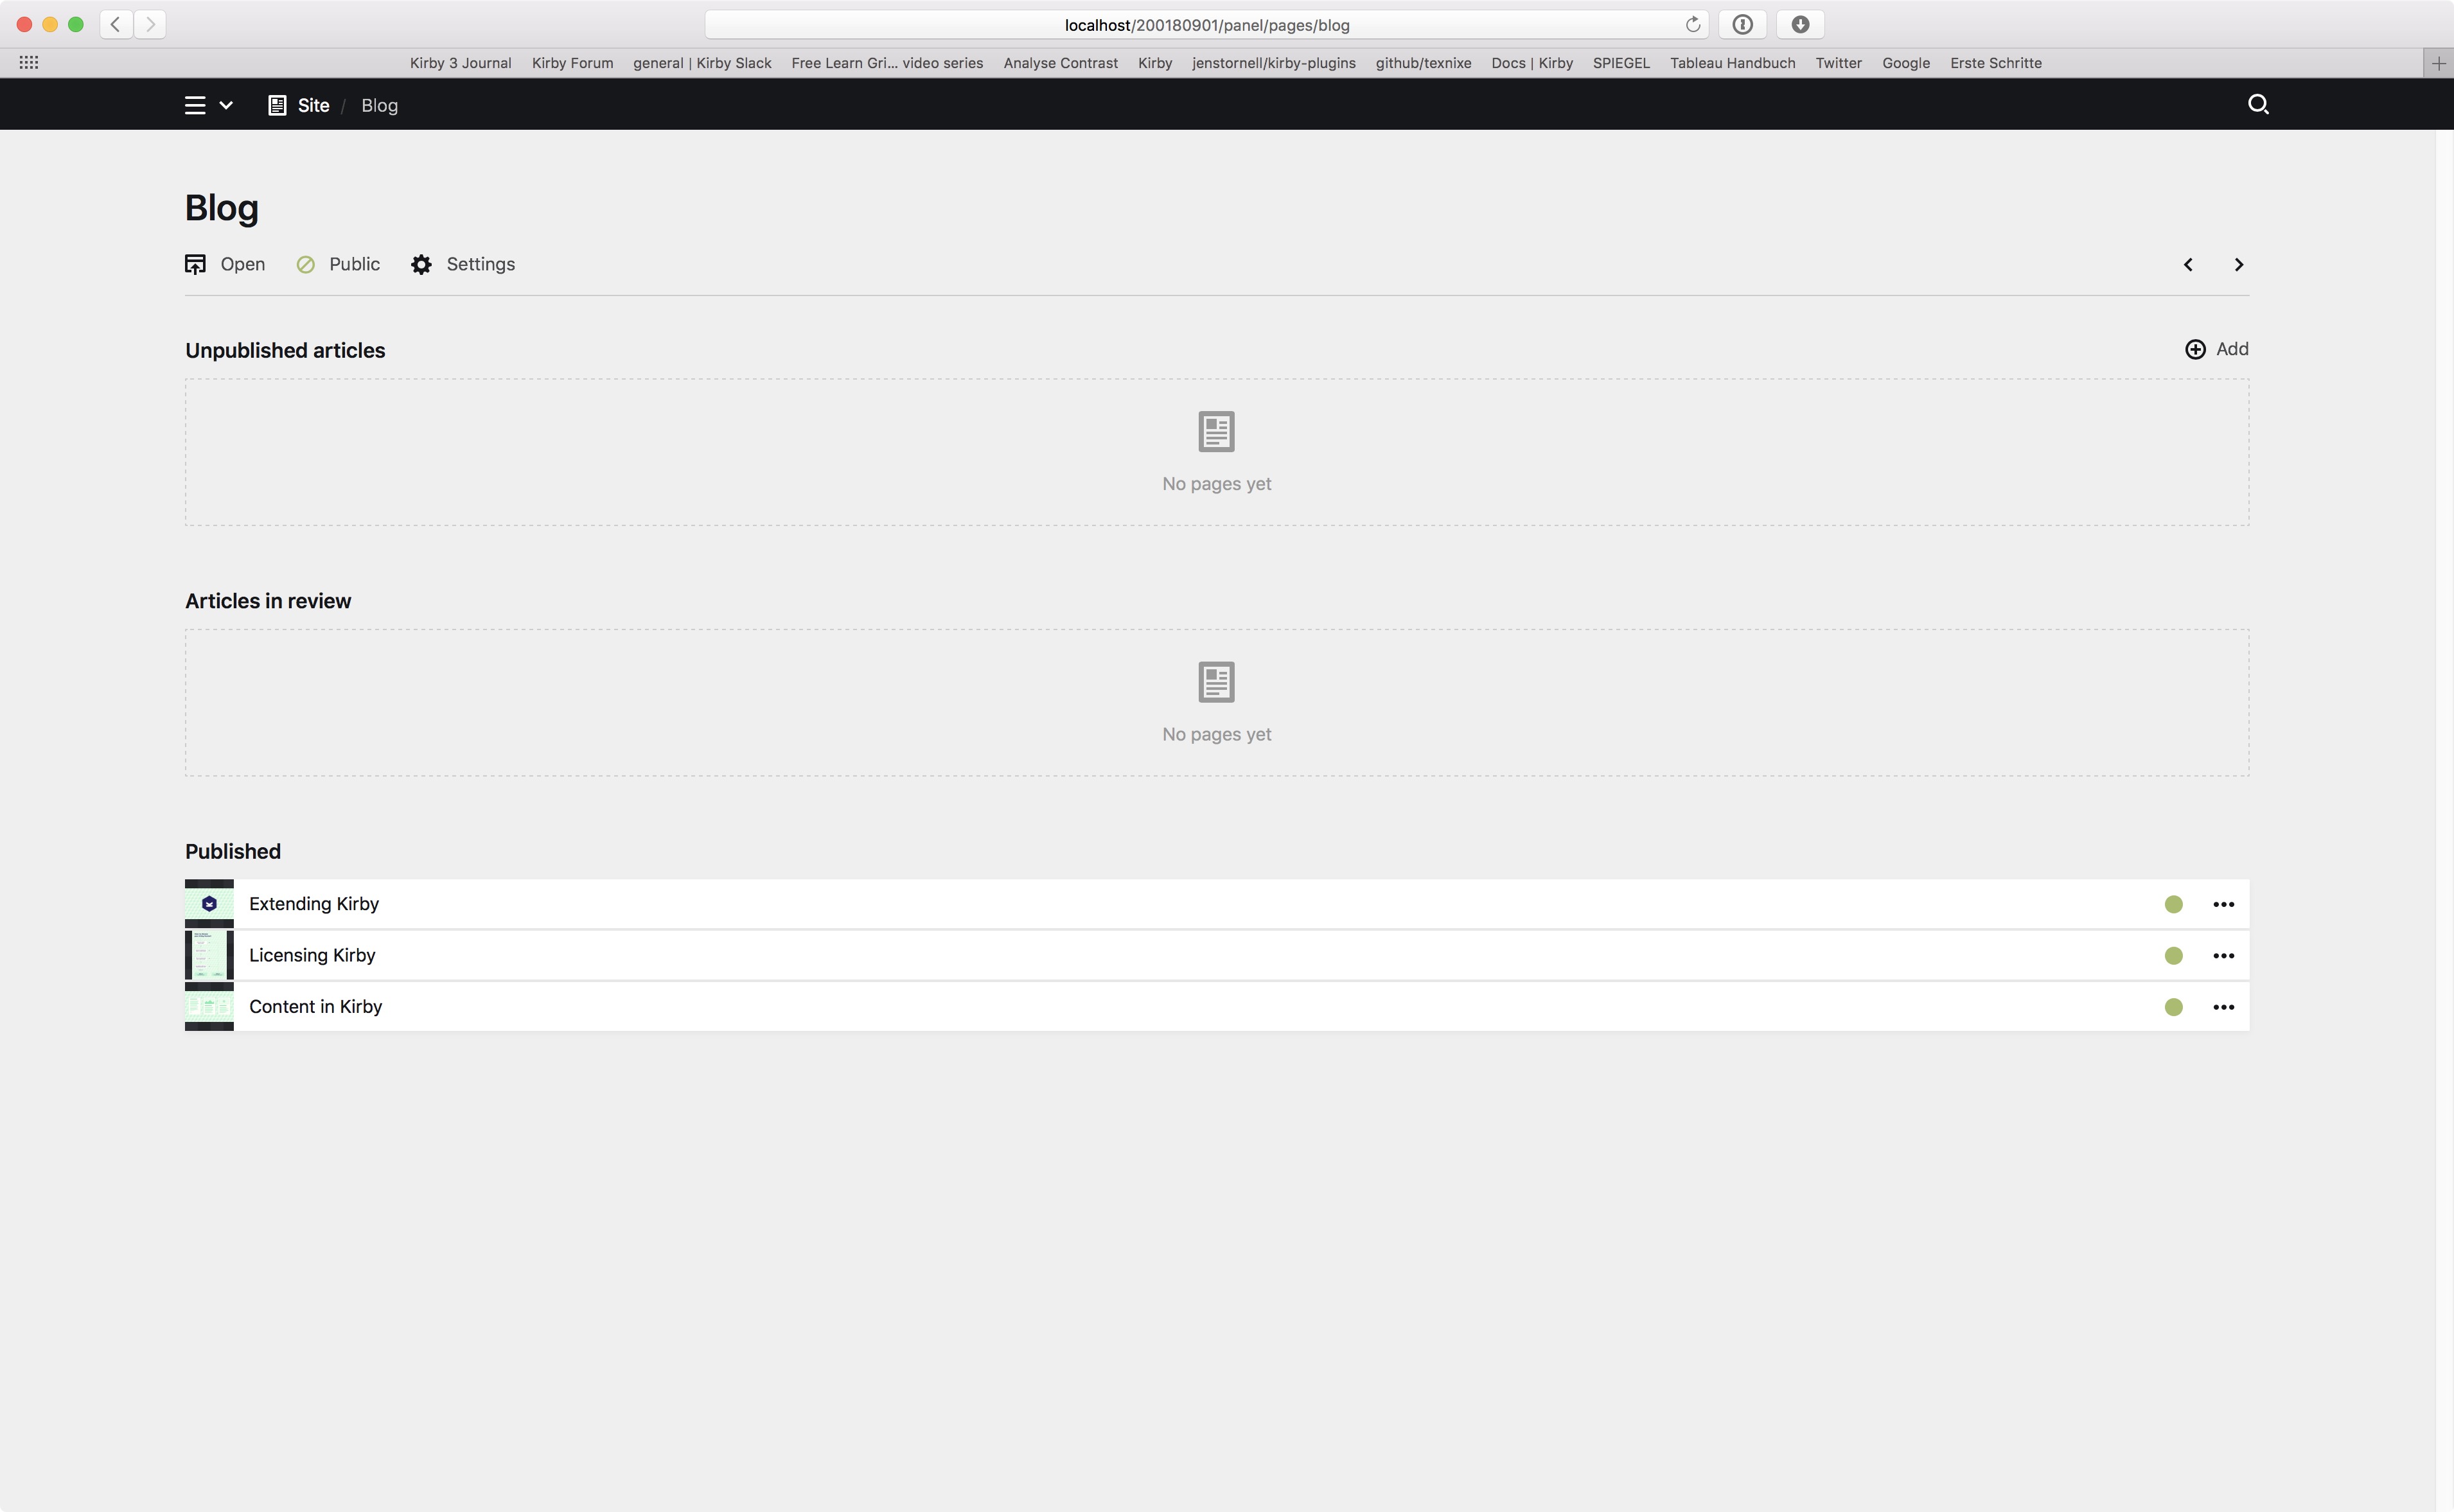 localhost/200180901/panel/pages/blog
Kirby 3 Journal Kirby Forum general | Kirby Slack Free Learn Gri... video series Analyse Contrast Kirby jenstornell/kirby-plugins github/texnixe Docs | Kirby SPIEGEL Tableau Handbuch Twitter Google Erste Schritte
Site / Blog
Blog
Open Public Settings
Unpublished articles Add
No pages yet
Articles in review
No pages yet
Published
Extending Kirby
Licensing Kirby
Content in Kirby